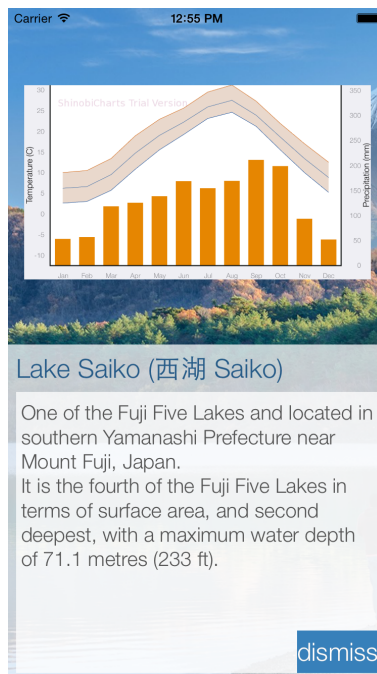 Carrier 12:55 PM
ShinobiCharts Trial Version
Temperature (C)
30
25
20
15
10
5
0
-5
-10
Precipitation (mm)
350
300
250
200
150
100
50
0
Jan Feb Mar Apr May Jun Jul Aug Sep Oct Nov Dec
Lake Saiko (西湖 Saiko)
One of the Fuji Five Lakes and located in
southern Yamanashi Prefecture near
Mount Fuji, Japan.
It is the fourth of the Fuji Five Lakes in
terms of surface area, and second
deepest, with a maximum water depth
of 71.1 metres (233 ft).
dismiss